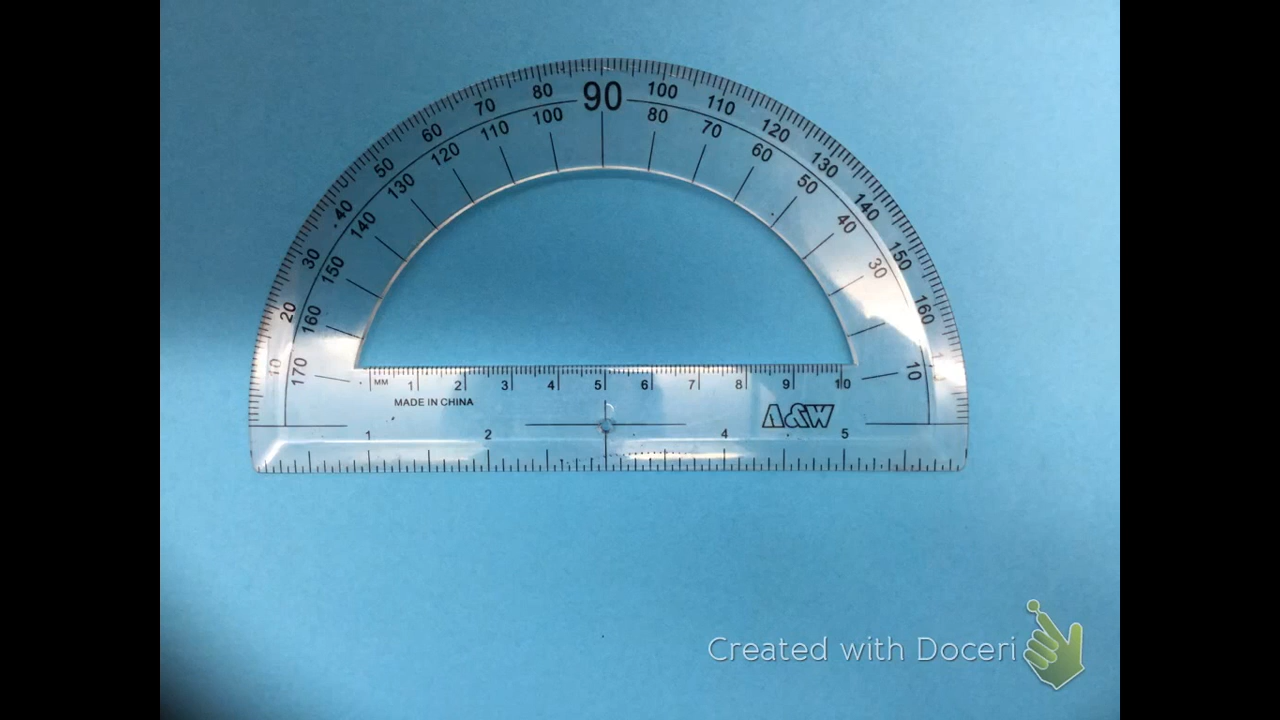 80 90 100
70 110
60 120
50 130
40 140
30 150
20 160
10
100 80
110 70
120 60
130 50
140 40
150 30
160
170 10
MM 1 2 3 4 5 6 7 8 9 10
MADE IN CHINA
A&W
1 2 4 5
Created with Doceri